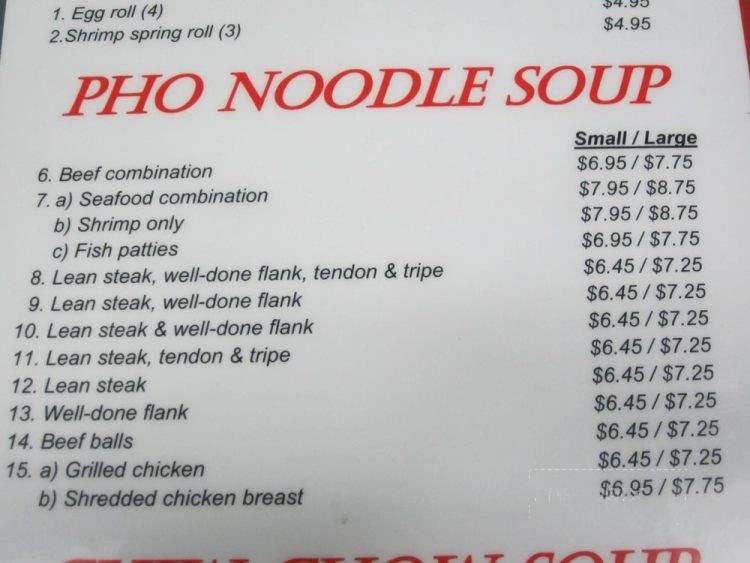 1. Egg roll (4) $4.95
2.Shrimp spring roll (3) $4.95
PHO NOODLE SOUP
Small / Large
6. Beef combination $6.95 / $7.75
7. a) Seafood combination $7.95 / $8.75
b) Shrimp only $7.95 / $8.75
c) Fish patties $6.95 / $7.75
8. Lean steak, well-done flank, tendon & tripe $6.45 / $7.25
9. Lean steak, well-done flank $6.45 / $7.25
10. Lean steak & well-done flank $6.45 / $7.25
11. Lean steak, tendon & tripe $6.45 / $7.25
12. Lean steak $6.45 / $7.25
13. Well-done flank $6.45 / $7.25
14. Beef balls $6.45 / $7.25
15. a) Grilled chicken $6.45 / $7.25
b) Shredded chicken breast $6.95 / $7.75
SOUP